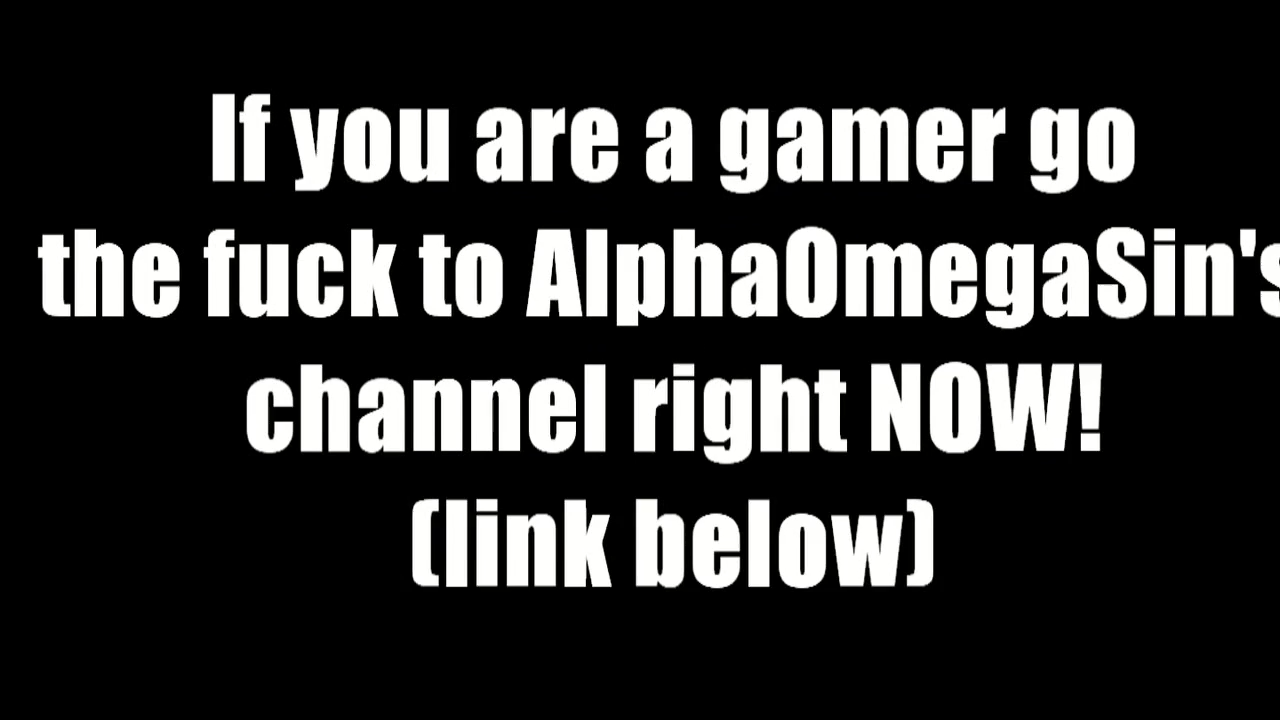 If you are a gamer go
the fuck to AlphaOmegaSin's
channel right NOW!
(link below)